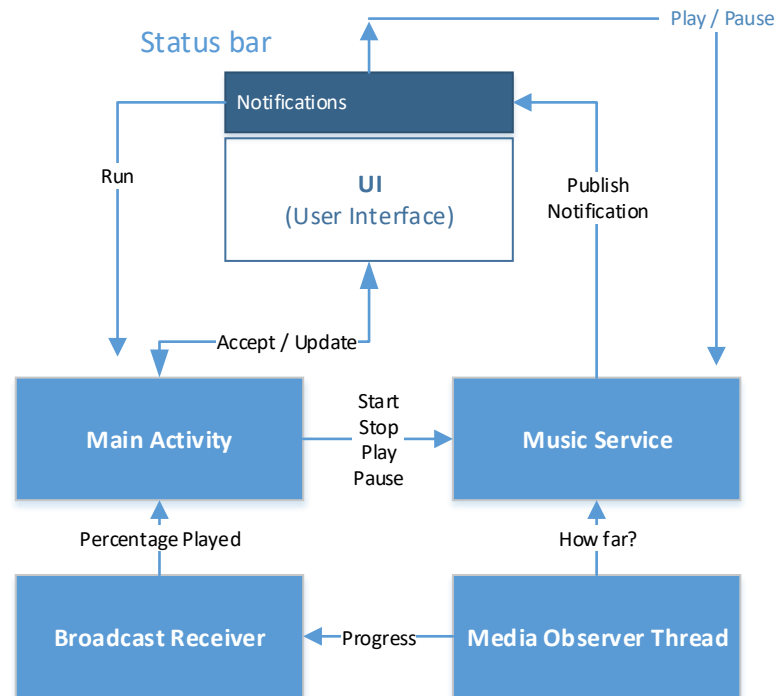 Play / Pause
Status bar
Notifications
UI
(User Interface)
Run
Publish
Notification
Accept / Update
Main Activity
Start
Stop
Play
Pause
Music Service
Percentage Played
How far?
Broadcast Receiver
Progress
Media Observer Thread